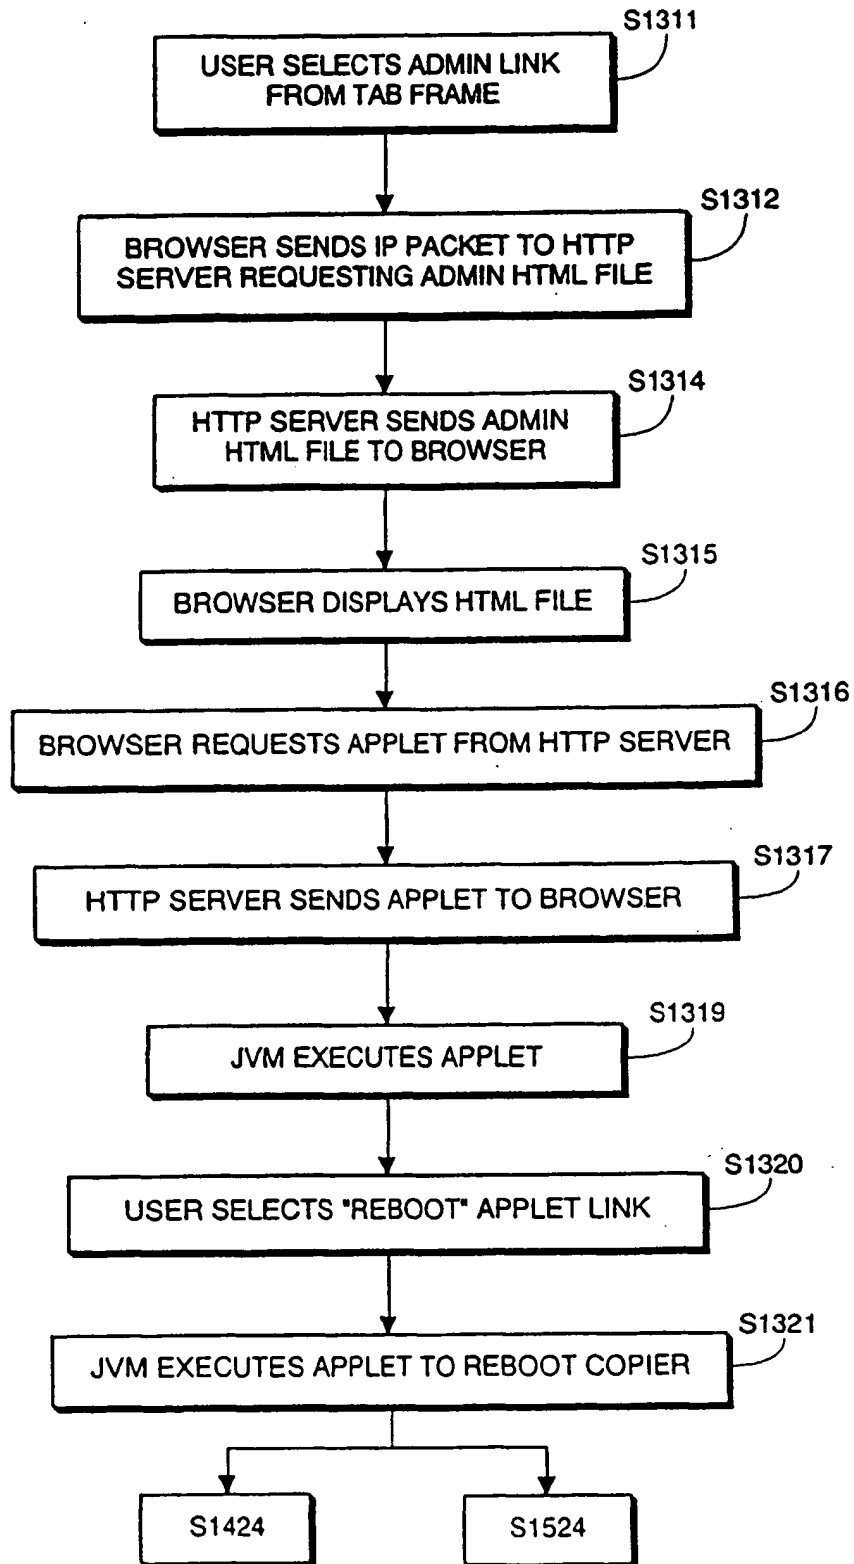 S1311
USER SELECTS ADMIN LINK
FROM TAB FRAME
S1312
BROWSER SENDS IP PACKET TO HTTP
SERVER REQUESTING ADMIN HTML FILE
S1314
HTTP SERVER SENDS ADMIN
HTML FILE TO BROWSER
S1315
BROWSER DISPLAYS HTML FILE
S1316
BROWSER REQUESTS APPLET FROM HTTP SERVER
S1317
HTTP SERVER SENDS APPLET TO BROWSER
S1319
JVM EXECUTES APPLET
S1320
USER SELECTS "REBOOT" APPLET LINK
S1321
JVM EXECUTES APPLET TO REBOOT COPIER
S1424
S1524